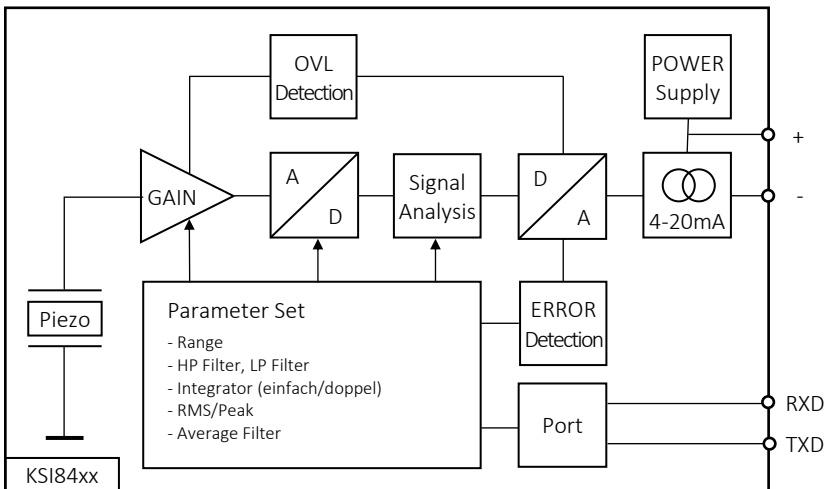 OVL
Detection
POWER
Supply
+
-
GAIN
A
D
Signal
Analysis
D
A
4-20mA
Piezo
Parameter Set
- Range
- HP Filter, LP Filter
- Integrator (einfach/doppel)
- RMS/Peak
- Average Filter
ERROR
Detection
Port
RXD
TXD
KSI84xx